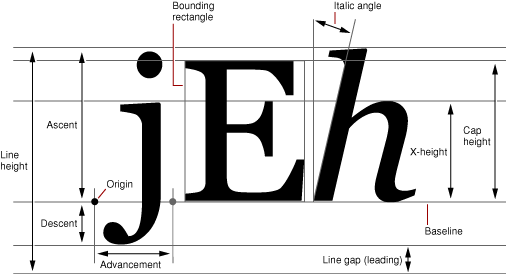 Bounding
rectangle
Italic angle
jEh
Ascent
Line
height
Cap
height
X-height
Origin
Descent
Baseline
Advancement
Line gap (leading)